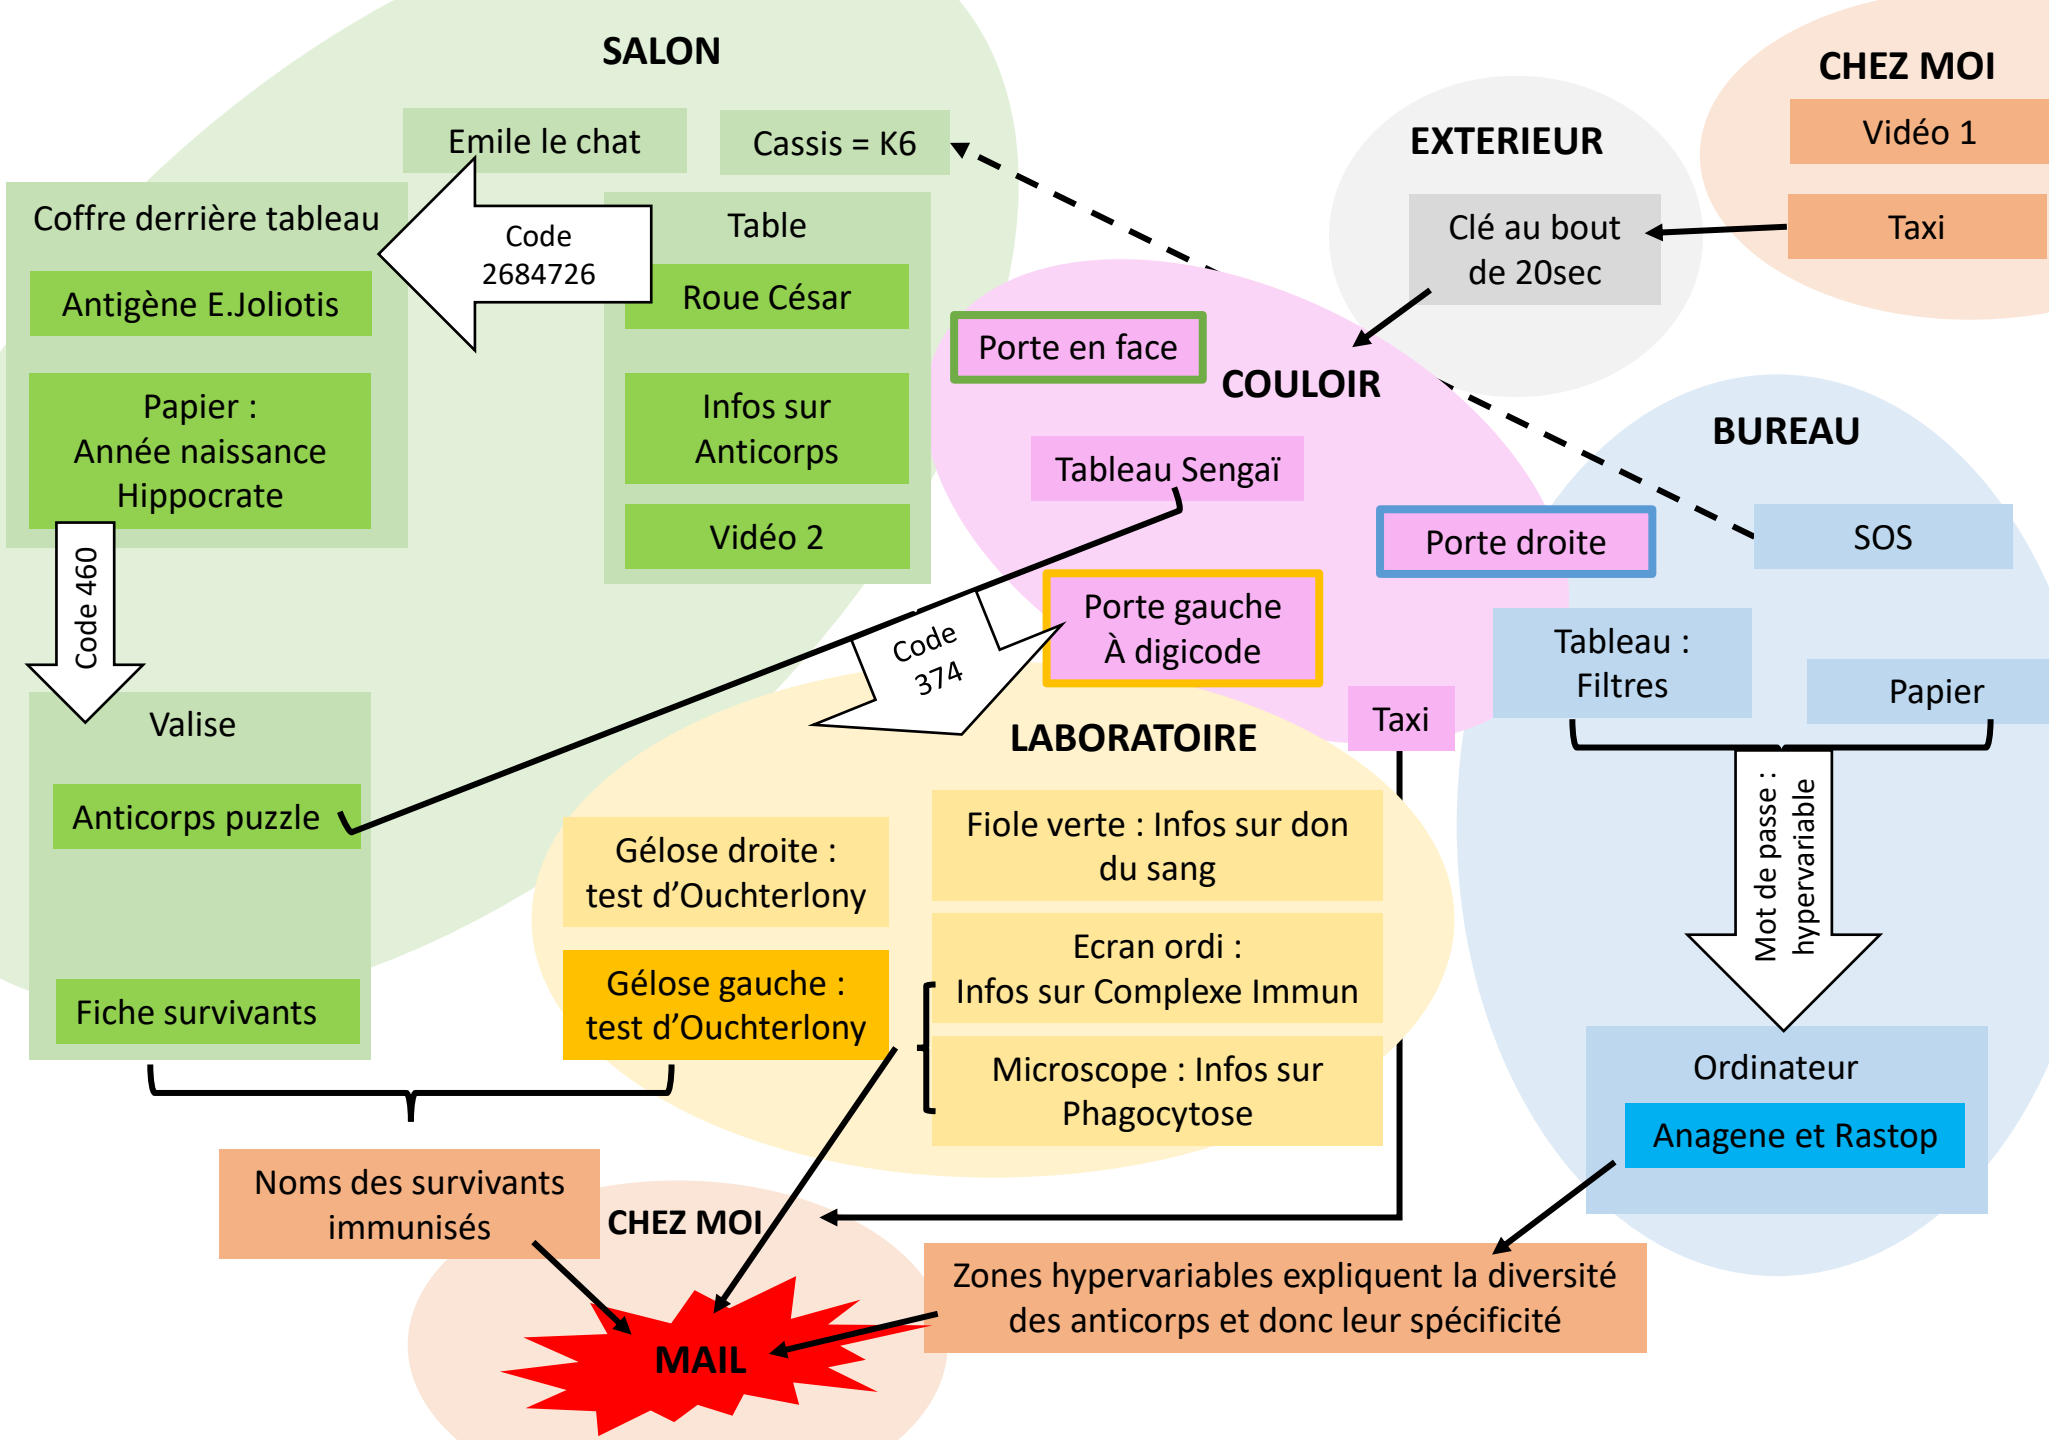 SALON
Emile le chat
Cassis = K6
Coffre derrière tableau
Antigène E.Joliotis
Papier :
Année naissance
Hippocrate
Code
2684726
Table
Roue César
Infos sur
Anticorps
Vidéo 2
Code 460
Valise
Anticorps puzzle
Fiche survivants
CHEZ MOI
Vidéo 1
Taxi
EXTERIEUR
Clé au bout
de 20sec
Porte en face
COULOIR
Tableau Sengaï
Porte droite
Porte gauche
À digicode
Code
374
Taxi
BUREAU
SOS
Tableau :
Filtres
Papier
Mot de passe :
hypervariable
Ordinateur
Anagene et Rastop
LABORATOIRE
Fiole verte : Infos sur don
du sang
Gélose droite :
test d’Ouchterlony
Ecran ordi :
Infos sur Complexe Immun
Gélose gauche :
test d’Ouchterlony
Microscope : Infos sur
Phagocytose
Noms des survivants
immunisés
CHEZ MOI
Zones hypervariables expliquent la diversité
des anticorps et donc leur spécificité
MAIL